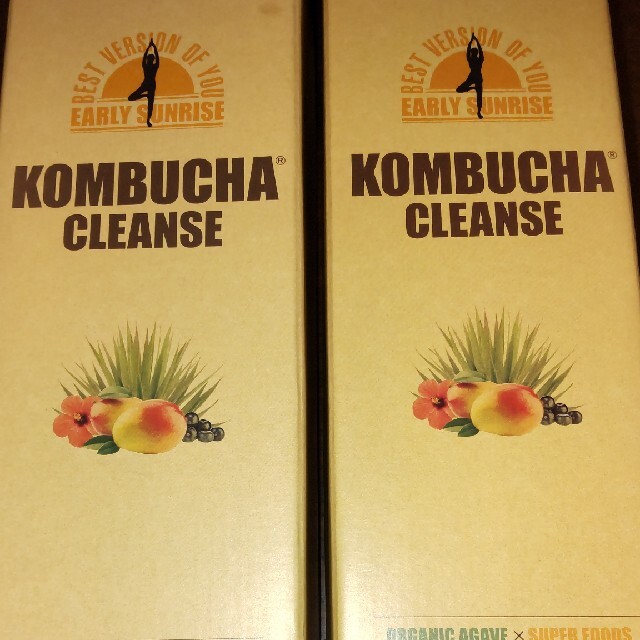 BEST VERSION OF YOU
EARLY SUNRISE
KOMBUCHA®
CLEANSE
BEST VERSION OF YOU
EARLY SUNRISE
KOMBUCHA®
CLEANSE
ORGANIC AGAVE × SUPER FOODS